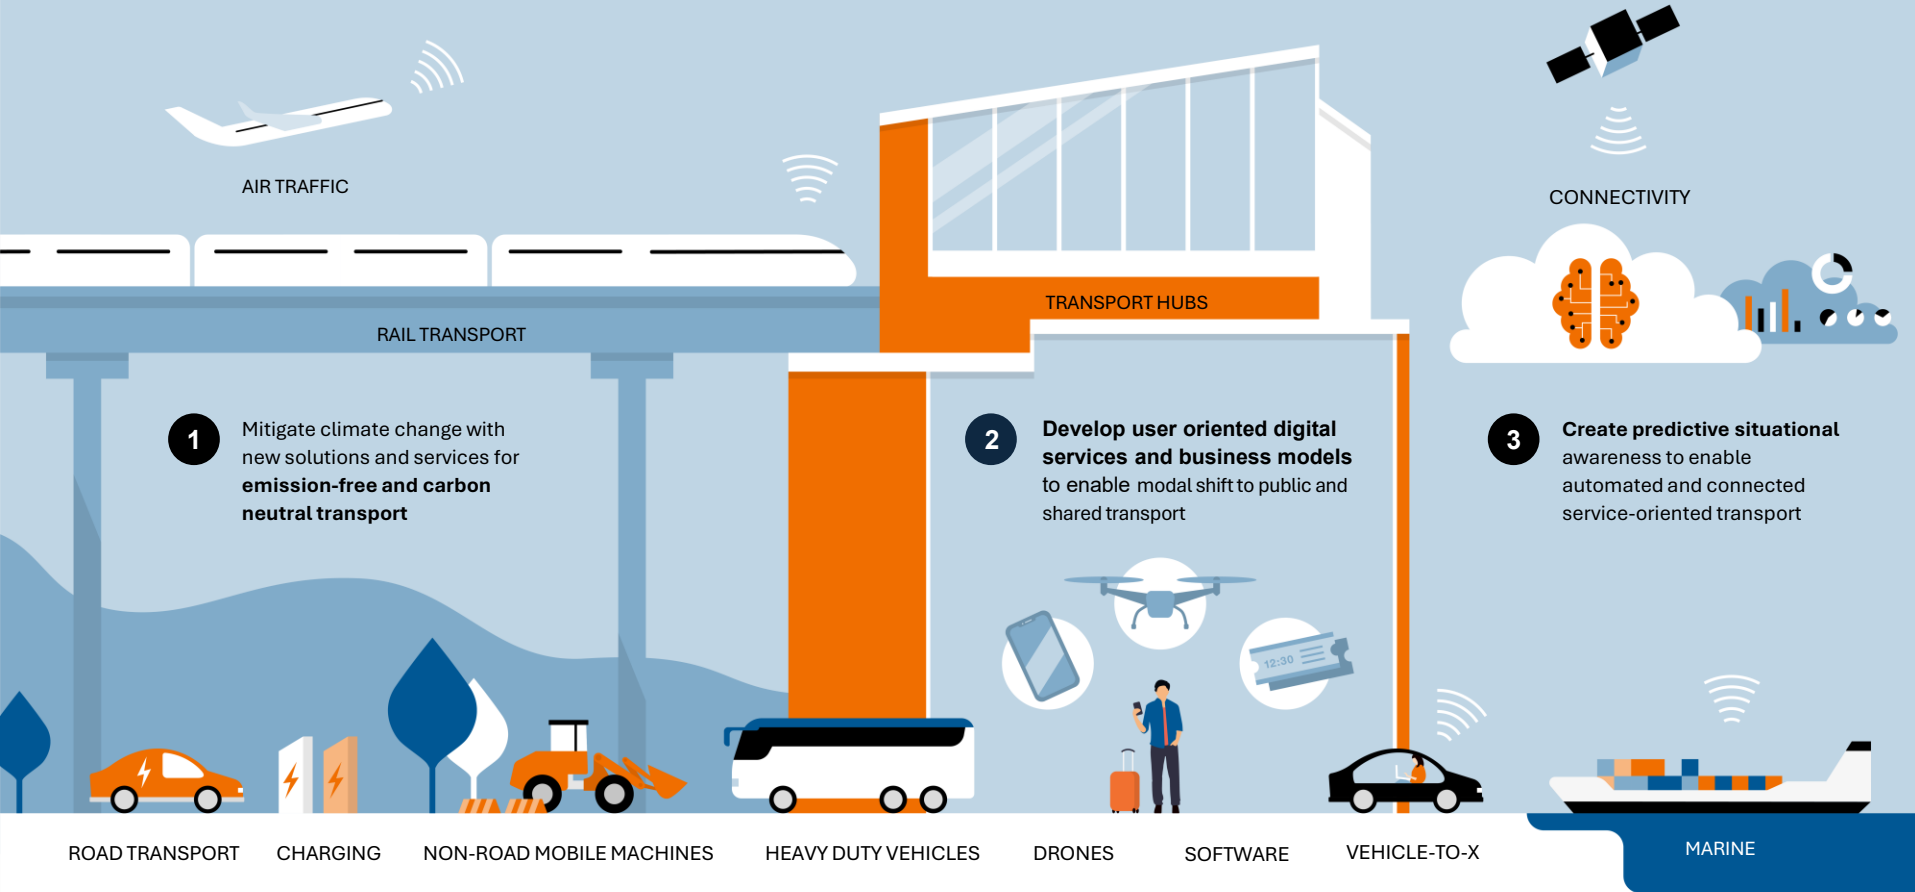 AIR TRAFFIC
CONNECTIVITY
TRANSPORT HUBS
RAIL TRANSPORT
1
Mitigate climate change with
new solutions and services for
emission-free and carbon
neutral transport
2
Develop user oriented digital
services and business models
to enable modal shift to public and
shared transport
3
Create predictive situational
awareness to enable
automated and connected
service-oriented transport
12:30
ROAD TRANSPORT
CHARGING
NON-ROAD MOBILE MACHINES
HEAVY DUTY VEHICLES
DRONES
SOFTWARE
VEHICLE-TO-X
MARINE